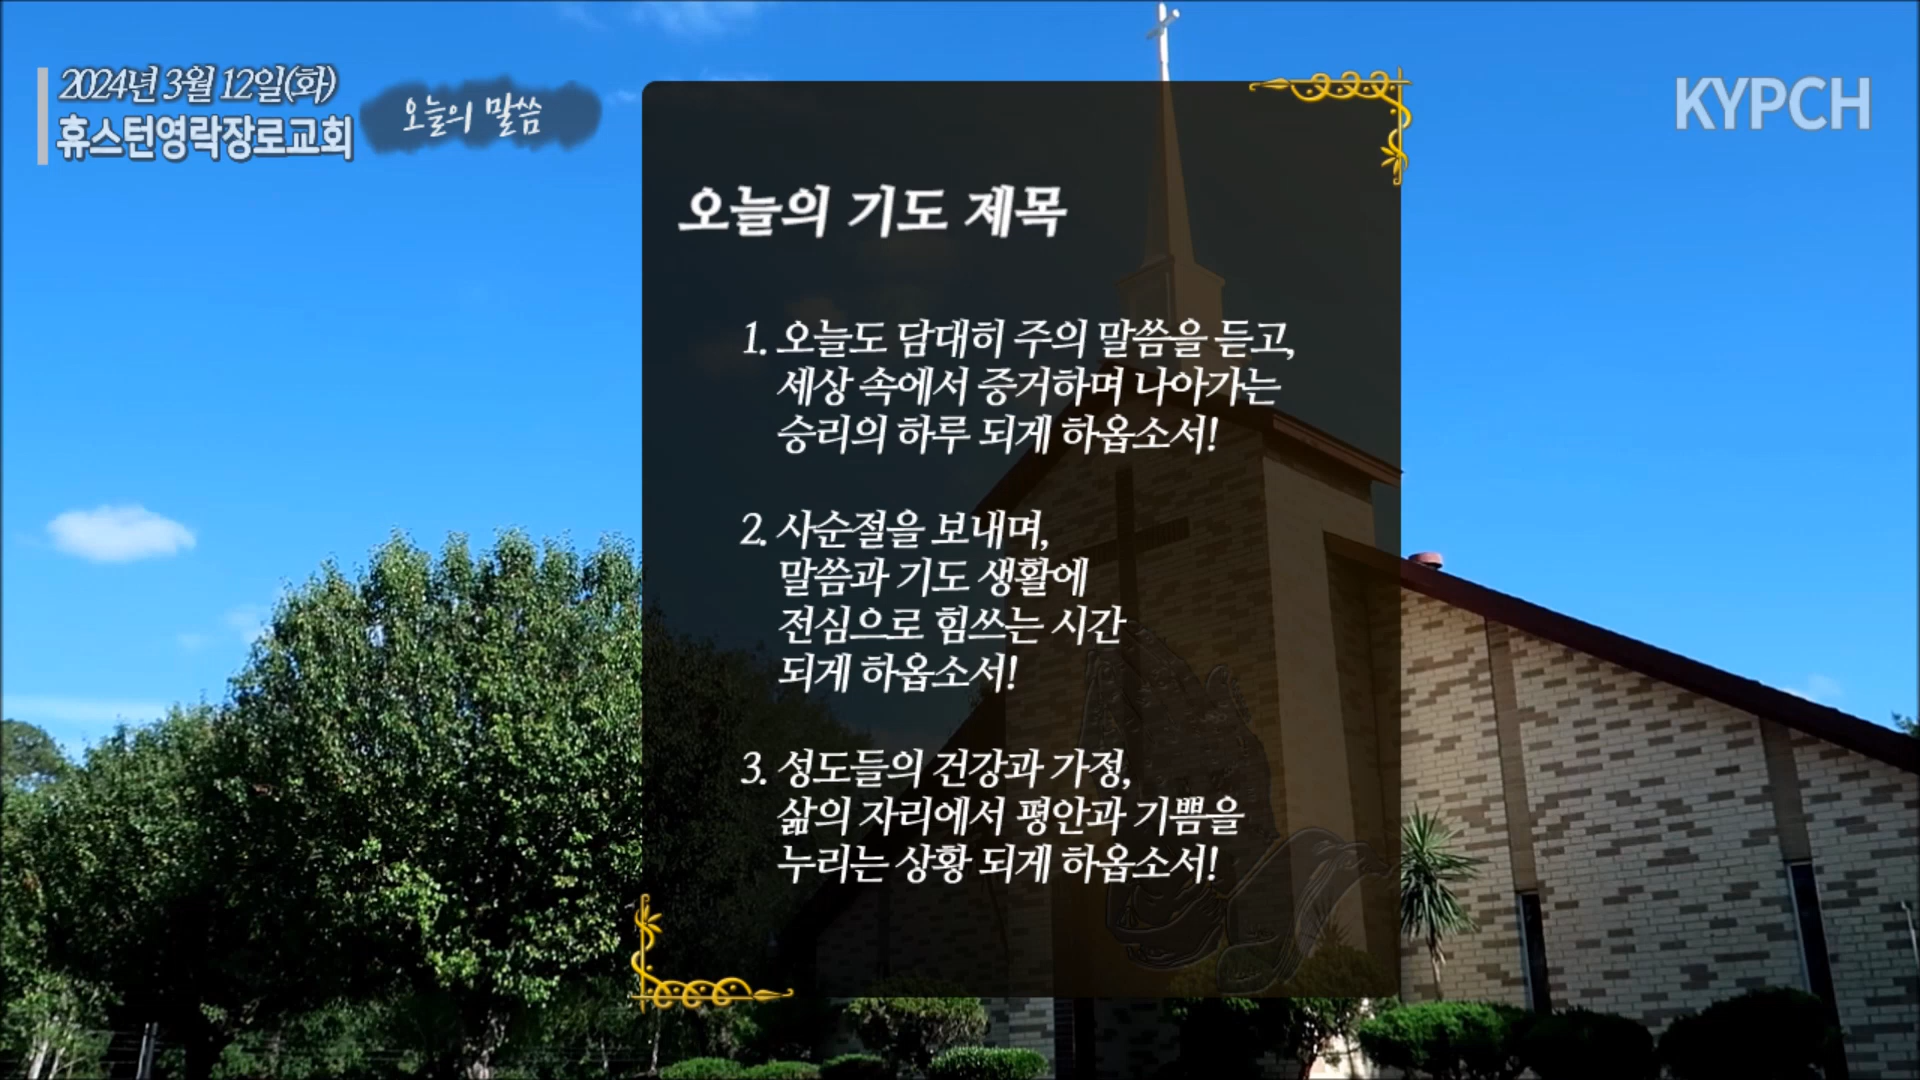 2024년 3월 12일(화)
휴스턴영락장로교회
오늘의 말씀
KYPCH
오늘의 기도 제목
1. 오늘도 담대히 주의 말씀을 듣고,
세상 속에서 증거하며 나아가는
승리의 하루 되게 하옵소서!
2. 사순절을 보내며,
말씀과 기도 생활에
전심으로 힘쓰는 시간
되게 하옵소서!
3. 성도들의 건강과 가정,
삶의 자리에서 평안과 기쁨을
누리는 상황 되게 하옵소서!